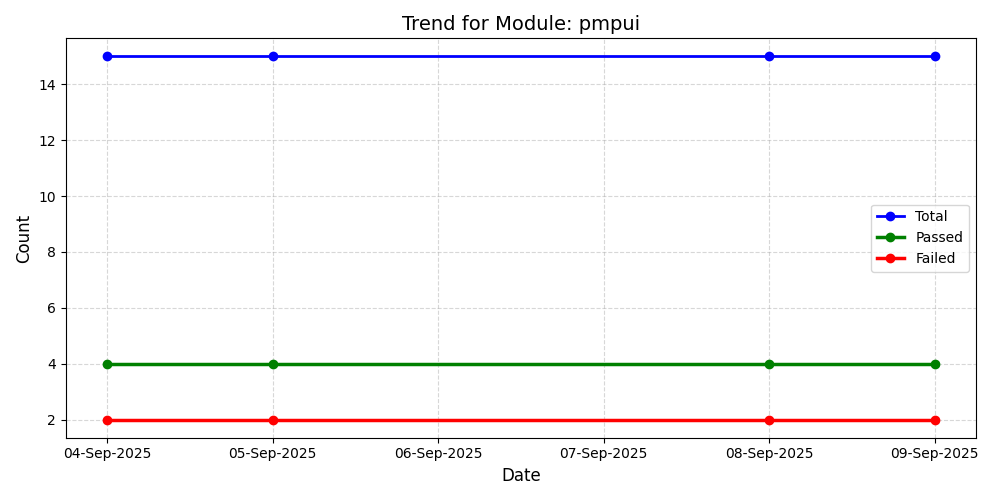 Trend for Module: pmpui
Count
14
12
10
8
6
4
2
Total
Passed
Failed
04-Sep-2025 05-Sep-2025 06-Sep-2025 07-Sep-2025 08-Sep-2025 09-Sep-2025
Date